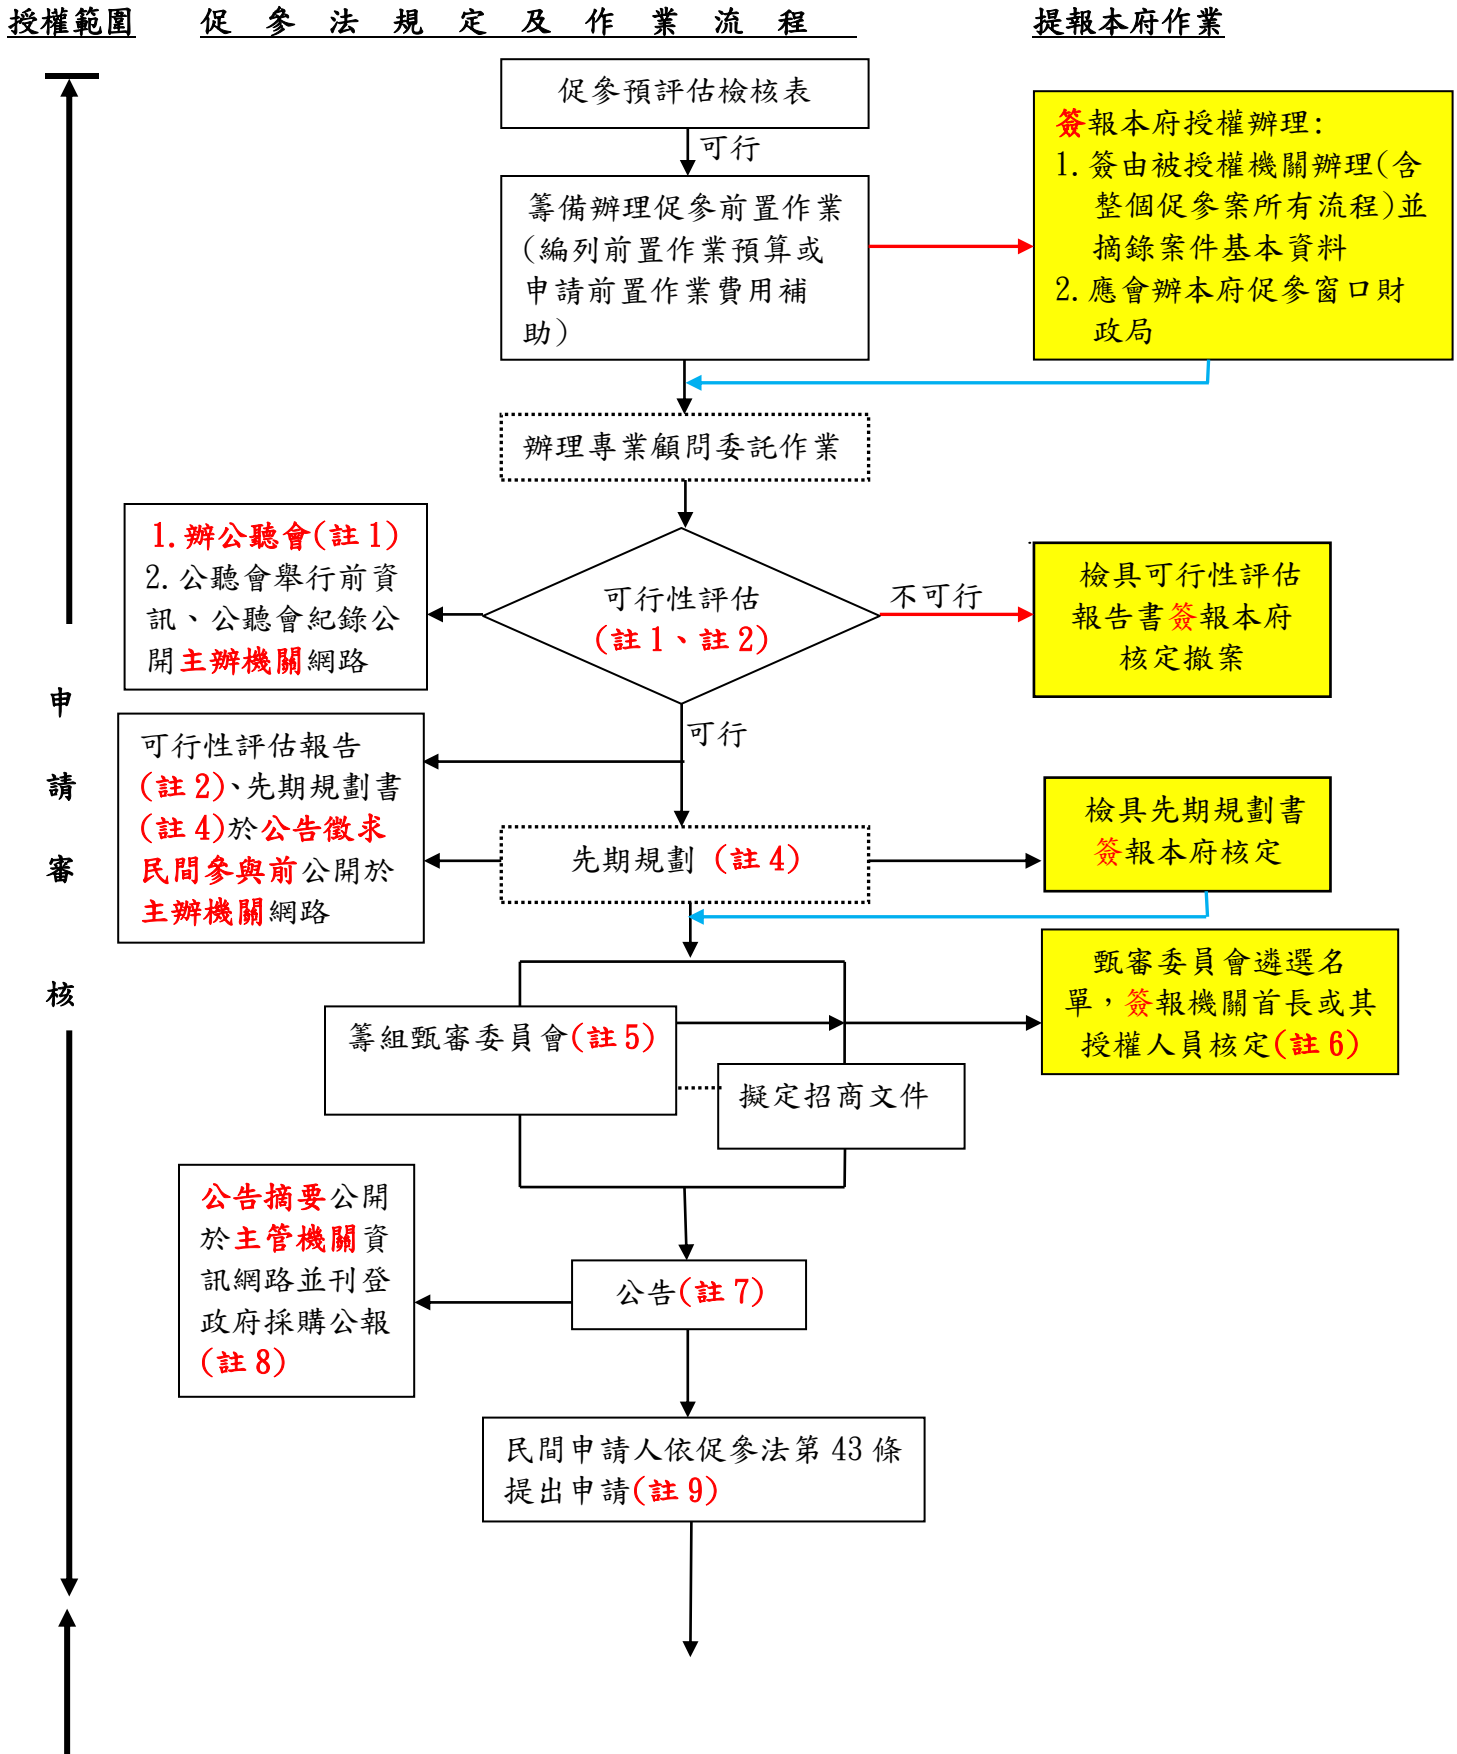 授權範圍
促參法規定及作業流程
提報本府作業
促參預評估檢核表
可行
籌備辦理促參前置作業
(編列前置作業預算或
申請前置作業費用補
助)
簽報本府授權辦理:
1.簽由被授權機關辦理(含
整個促參案所有流程)並
摘錄案件基本資料
2.應會辦本府促參窗口財
政局
辦理專業顧問委託作業
1.辦公聽會(註1)
2.公聽會舉行前資
訊、公聽會紀錄公
開主辦機關網路
可行性評估
(註1、註2)
不可行
檢具可行性評估
報告書簽報本府
核定撤案
可行
可行性評估報告
(註2)、先期規劃書
(註4)於公告徵求
民間參與前公開於
主辦機關網路
先期規劃(註4)
檢具先期規劃書
簽報本府核定
申
請
審
核
籌組甄審委員會(註5)
擬定招商文件
甄審委員會遴選名
單,簽報機關首長或其
授權人員核定(註6)
公告摘要公開
於主管機關資
訊網路並刊登
政府採購公報
(註8)
公告(註7)
民間申請人依促參法第43條
提出申請(註9)